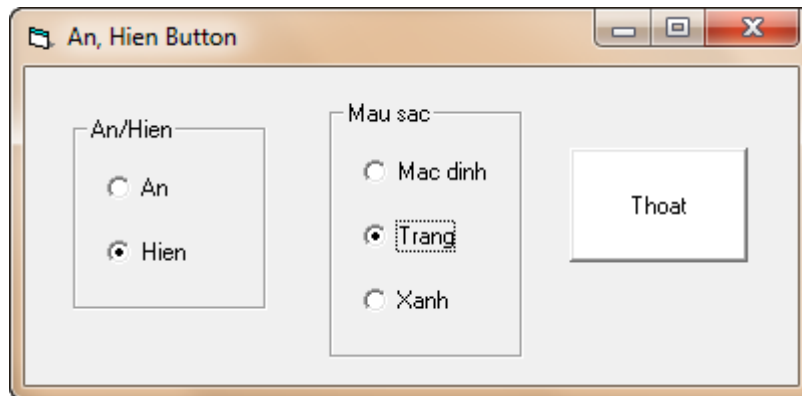 An, Hien Button
An/Hien
An
Hien
Mau sac
Mac dinh
Trang
Xanh
Thoat